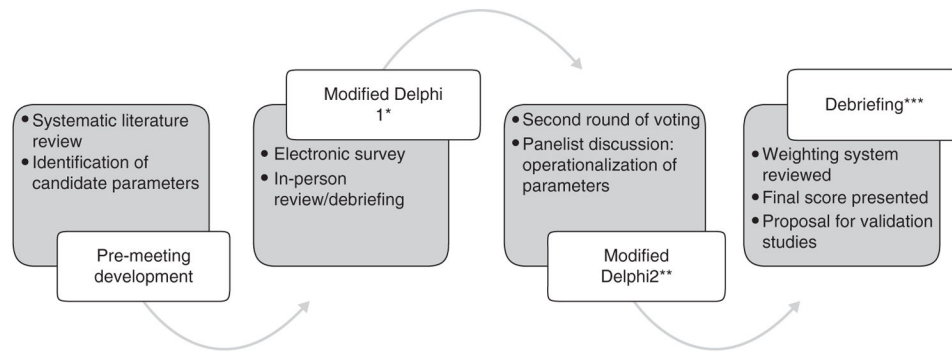 • Systematic literature
review
• Identification of
candidate parameters
Pre-meeting
development
Modified Delphi
1*
• Electronic survey
• In-person
review/debriefing
• Second round of voting
• Panelist discussion:
operationalization of
parameters
Modified
Delphi2**
Debriefing***
• Weighting system
reviewed
• Final score presented
• Proposal for validation
studies